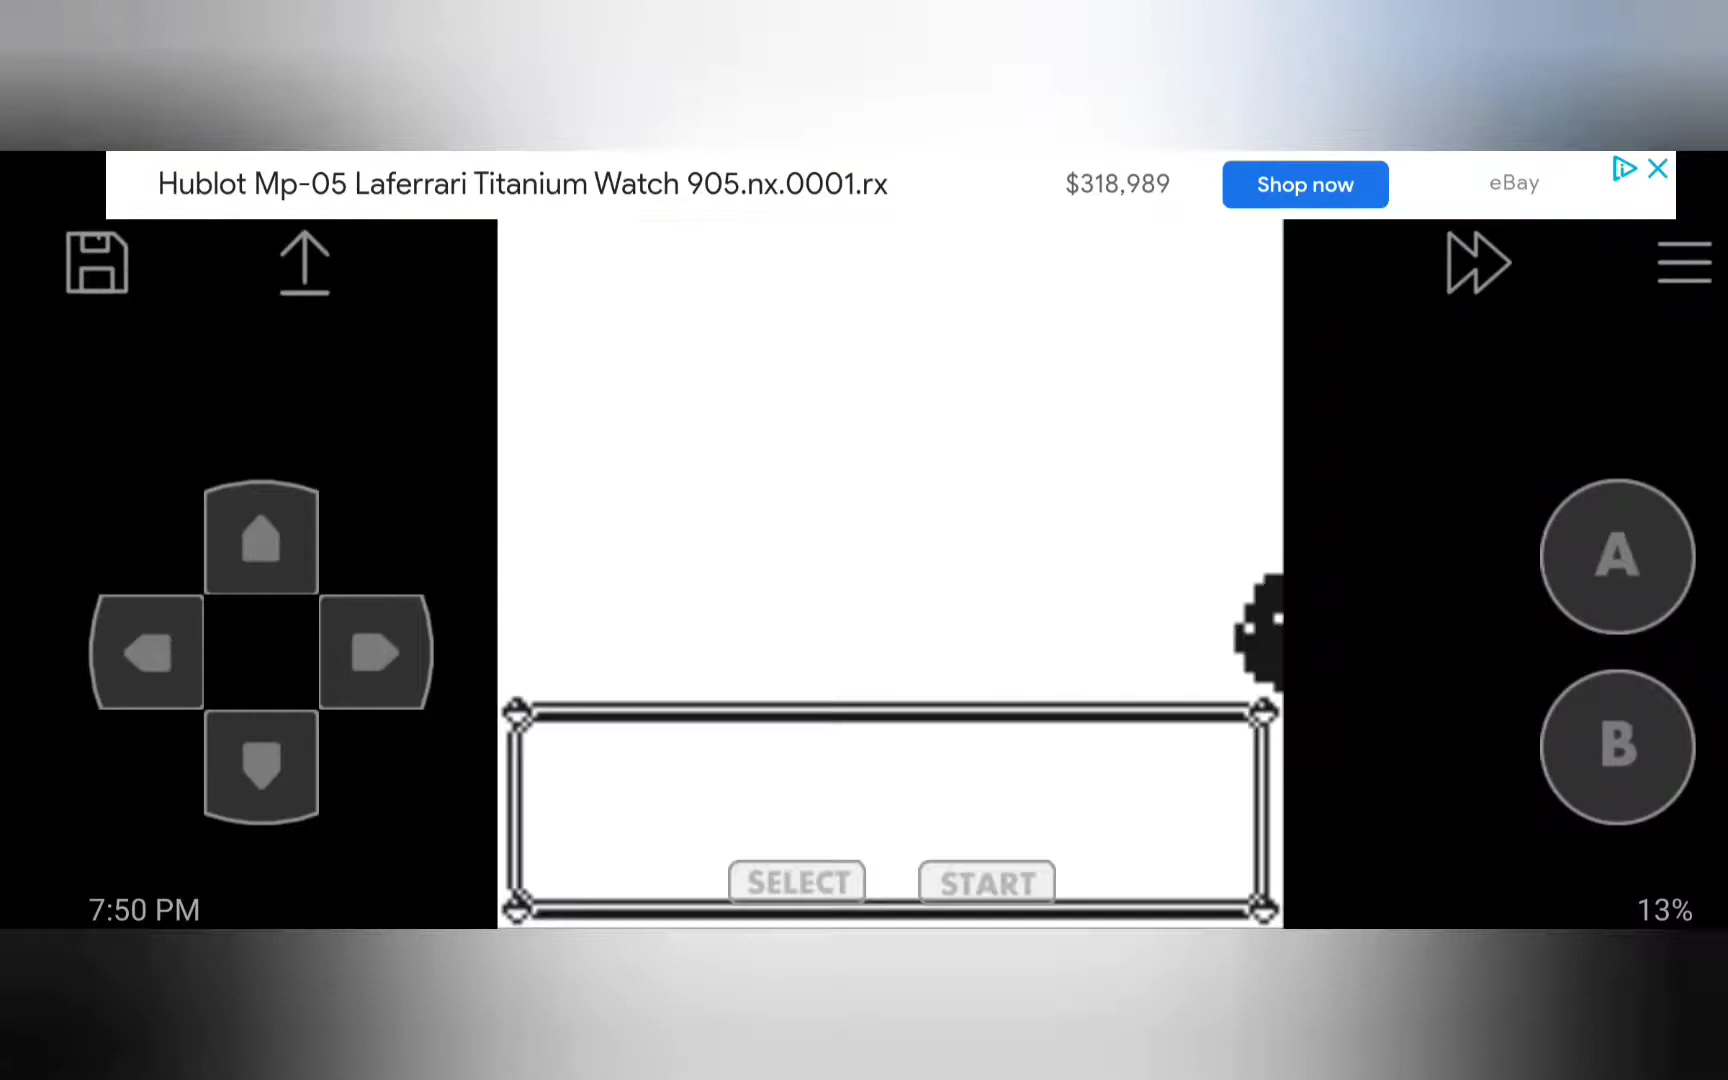 Hublot Mp-05 Laferrari Titanium Watch 905.nx.0001.rx $318,989 Shop now eBay
A
B
SELECT START
7:50 PM 13%